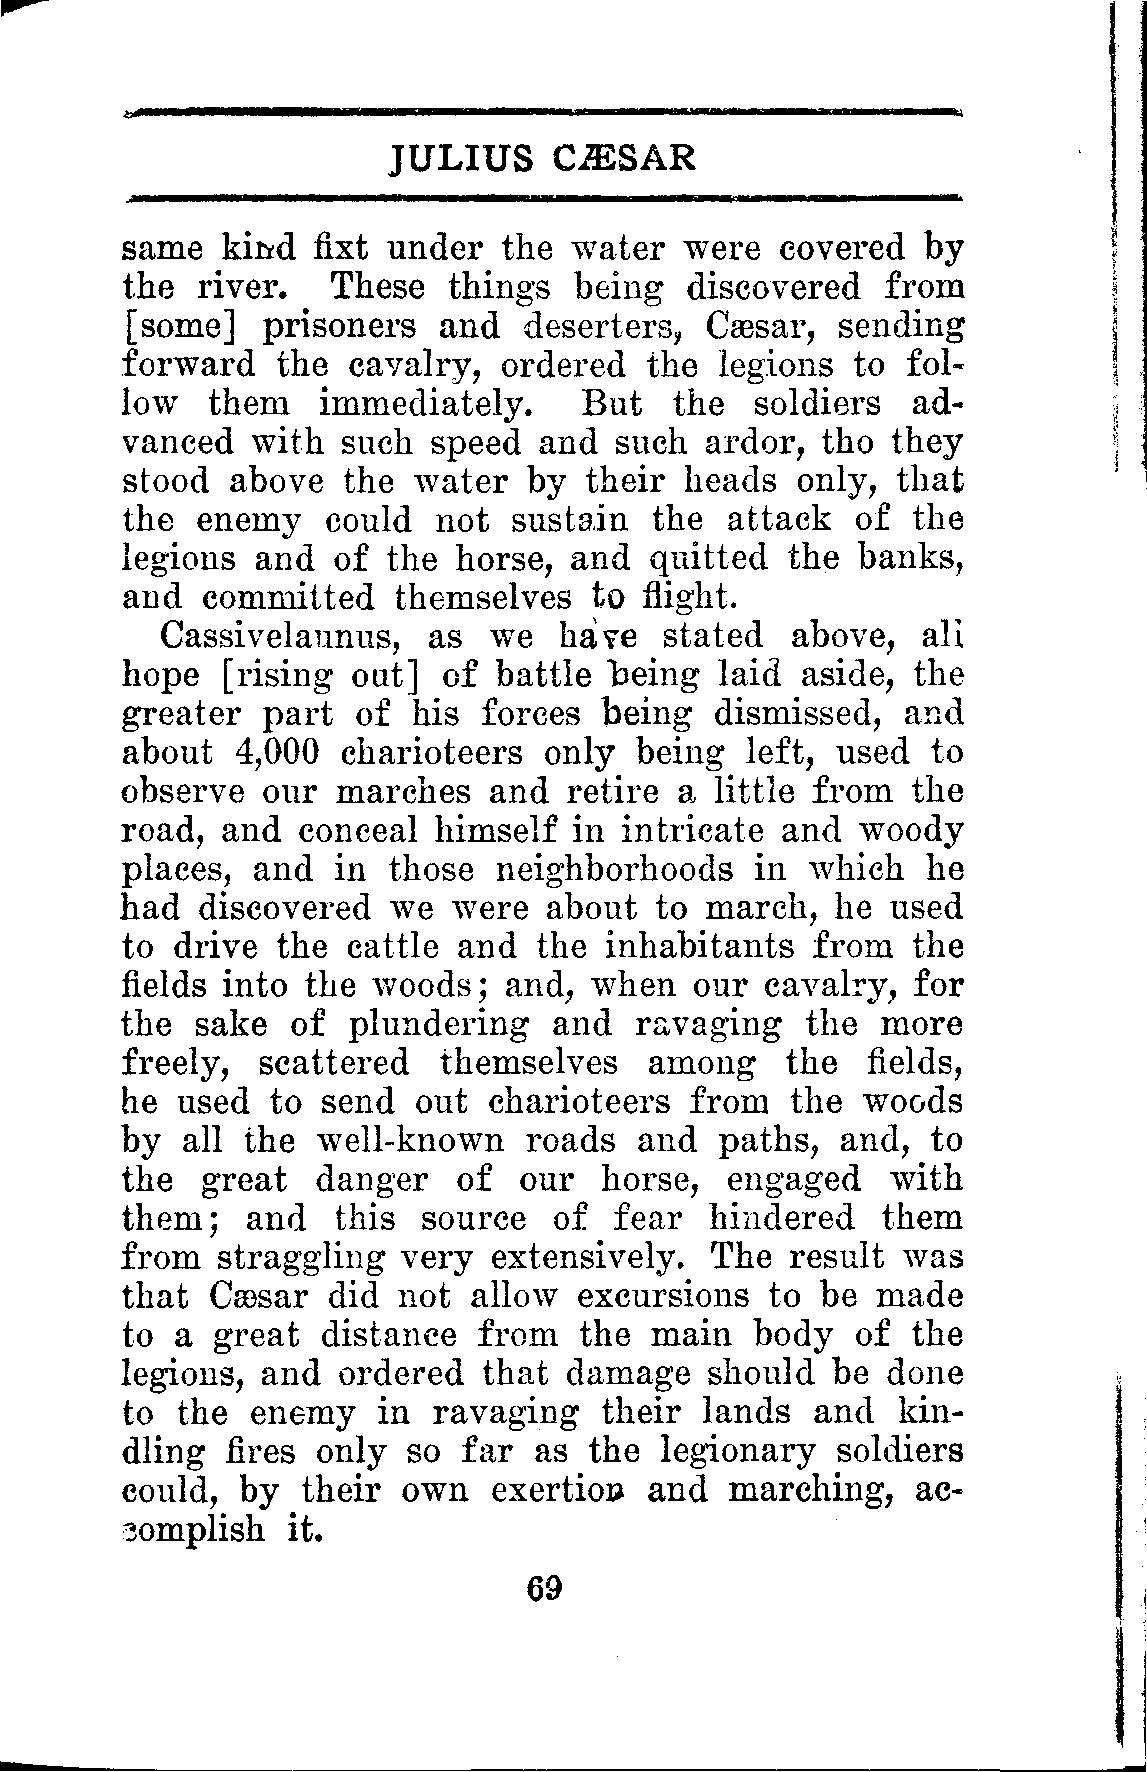 JULIUS CÆSAR
same kind fixt under the water were covered by
the river. These things being discovered from
[some] prisoners and deserters, Cæsar, sending
forward the cavalry, ordered the legions to fol-
low them immediately. But the soldiers ad-
vanced with such speed and such ardor, tho they
stood above the water by their heads only, that
the enemy could not sustain the attack of the
legions and of the horse, and quitted the banks,
and committed themselves to flight.
Cassivelaunus, as we have stated above, all
hope [rising out] of battle being laid aside, the
greater part of his forces being dismissed, and
about 4,000 charioteers only being left, used to
observe our marches and retire a little from the
road, and conceal himself in intricate and woody
places, and in those neighborhoods in which he
had discovered we were about to march, he used
to drive the cattle and the inhabitants from the
fields into the woods; and, when our cavalry, for
the sake of plundering and ravaging the more
freely, scattered themselves among the fields,
he used to send out charioteers from the woods
by all the well-known roads and paths, and, to
the great danger of our horse, engaged with
them; and this source of fear hindered them
from straggling very extensively. The result was
that Cæsar did not allow excursions to be made
to a great distance from the main body of the
legions, and ordered that damage should be done
to the enemy in ravaging their lands and kin-
dling fires only so far as the legionary soldiers
could, by their own exertion and marching, ac-
complish it.
69